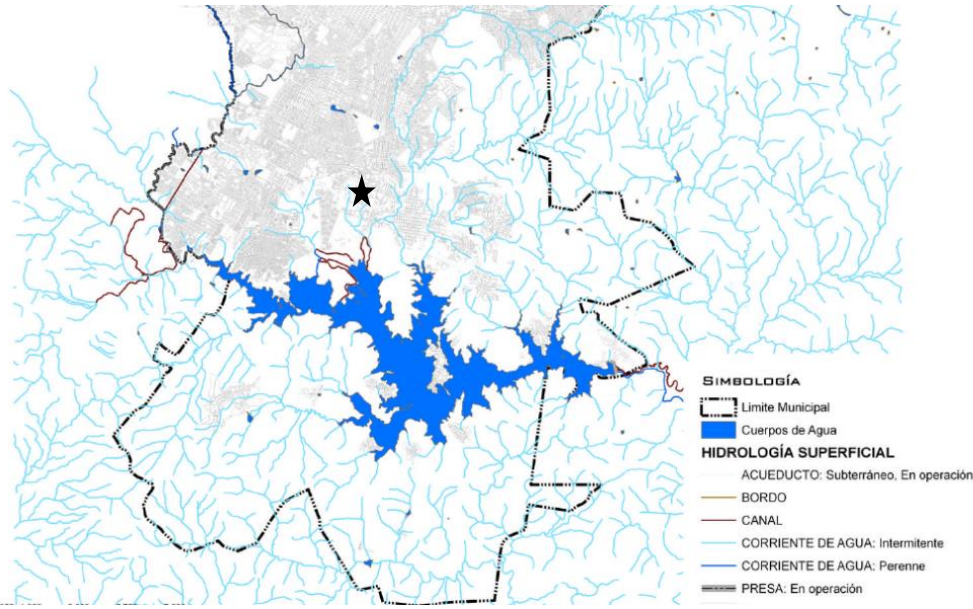 SIMBOLOGÍA
Limite Municipal
Cuerpos de Agua
HIDROLOGÍA SUPERFICIAL
ACUEDUCTO: Subterráneo, En operación
BORDO
CANAL
CORRIENTE DE AGUA: Intermitente
CORRIENTE DE AGUA: Perenne
PRESA: En operación